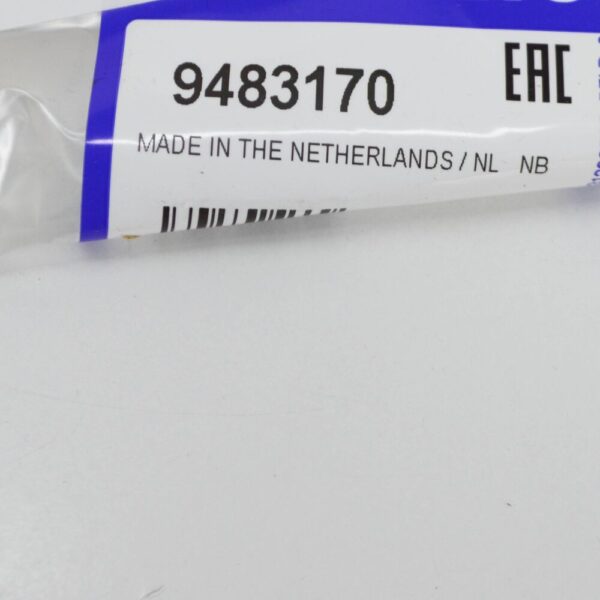 9483170
EAC
MADE IN THE NETHERLANDS / NL NB